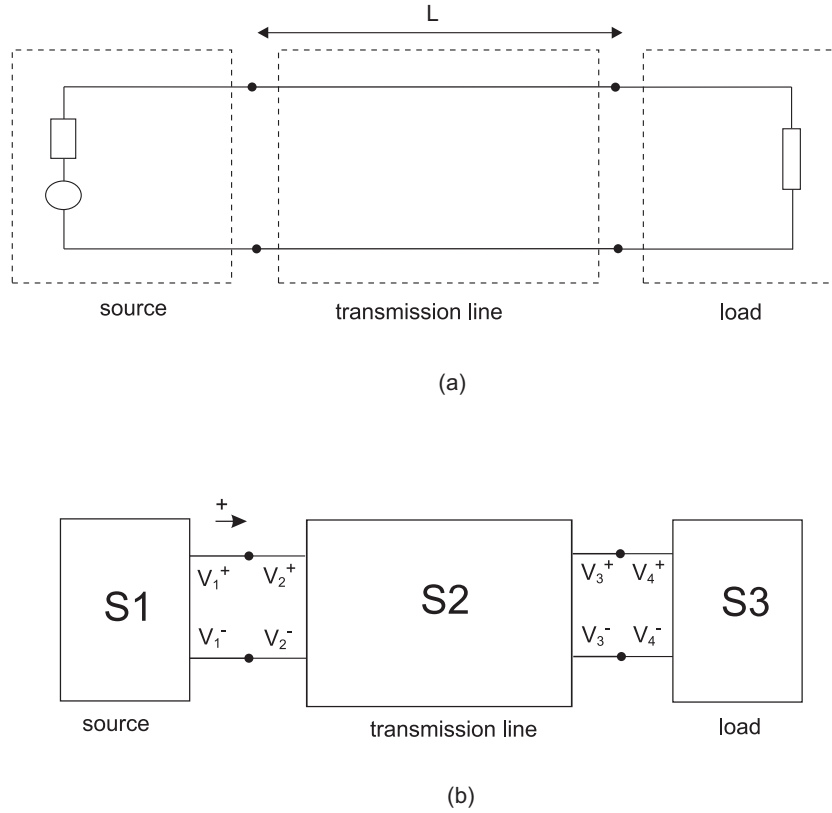 L
source
transmission line
load
(a)
+
S1
V₁⁺ V₂⁺
V₁⁻ V₂⁻
S2
V₃⁺ V₄⁺
V₃⁻ V₄⁻
S3
source
transmission line
load
(b)